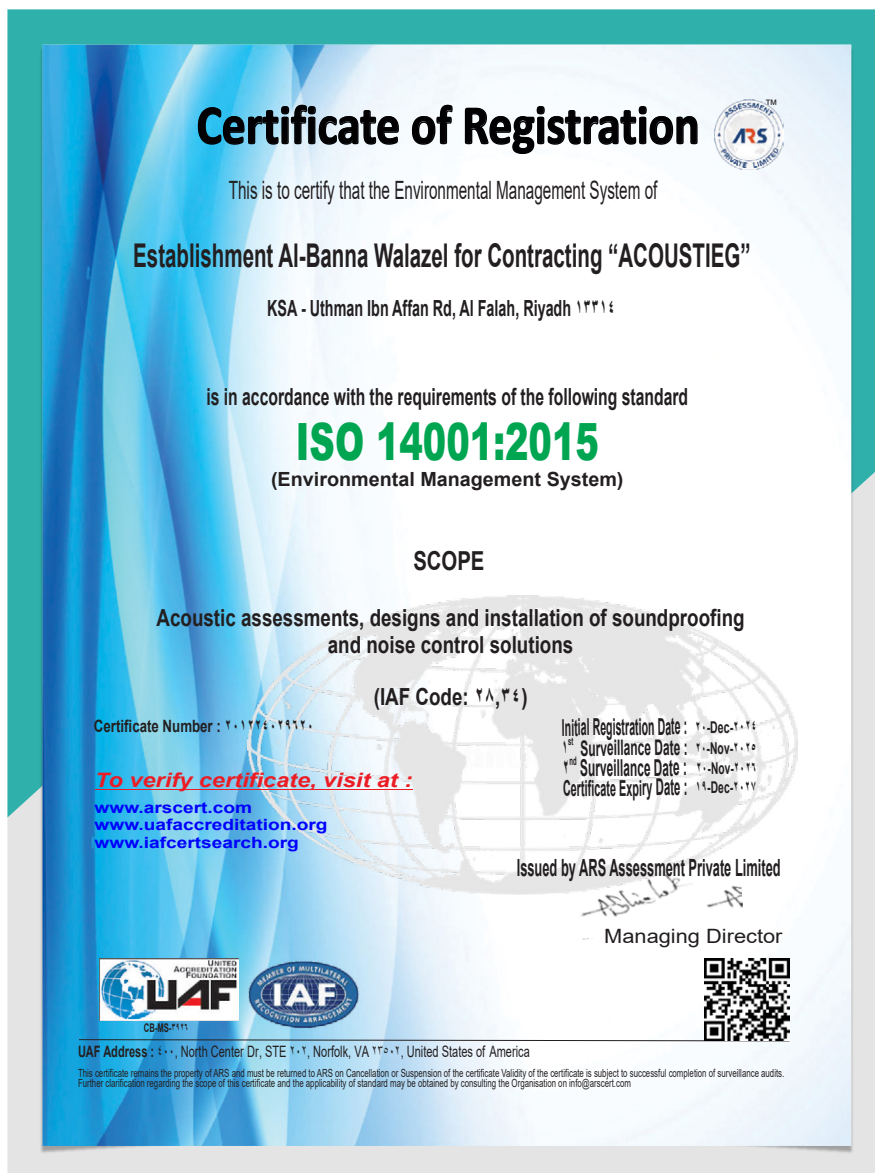 Certificate of Registration
ASSESSMENT
ARS
PRIVATE LIMITED
TM
This is to certify that the Environmental Management System of
Establishment Al-Banna Walazel for Contracting “ACOUSTIEG”
KSA - Uthman Ibn Affan Rd, Al Falah, Riyadh ١٣٣١٤
is in accordance with the requirements of the following standard
ISO 14001:2015
(Environmental Management System)
SCOPE
Acoustic assessments, designs and installation of soundproofing
and noise control solutions
(IAF Code: ٢٨,٣٤)
Certificate Number : ٢٠١٢٢٤٠٢٩٦٢٠
Initial Registration Date : ٢٠-Dec-٢٠٢٤
١st Surveillance Date : ٢٠-Nov-٢٠٢٥
٢nd Surveillance Date : ٢٠-Nov-٢٠٢٦
Certificate Expiry Date : ١٩-Dec-٢٠٢٧
To verify certificate, visit at :
www.arscert.com
www.uafaccreditation.org
www.iafcertsearch.org
Issued by ARS Assessment Private Limited
Managing Director
UNITED
ACCREDITATION
FOUNDATION
UAF
MEMBER OF MULTILATERAL
IAF
RECOGNITION ARRANGEMENT
CB-MS-٢٩٢٦
UAF Address : ٤٠٠, North Center Dr, STE ٢٠٢, Norfolk, VA ٢٣٥٠٢, United States of America
This certificate remains the property of ARS and must be returned to ARS on Cancellation or Suspension of the certificate Validity of the certificate is subject to successful completion of surveillance audits.
Further clarification regarding the scope of this certificate and the applicability of standard may be obtained by consulting the Organisation on info@arscert.com